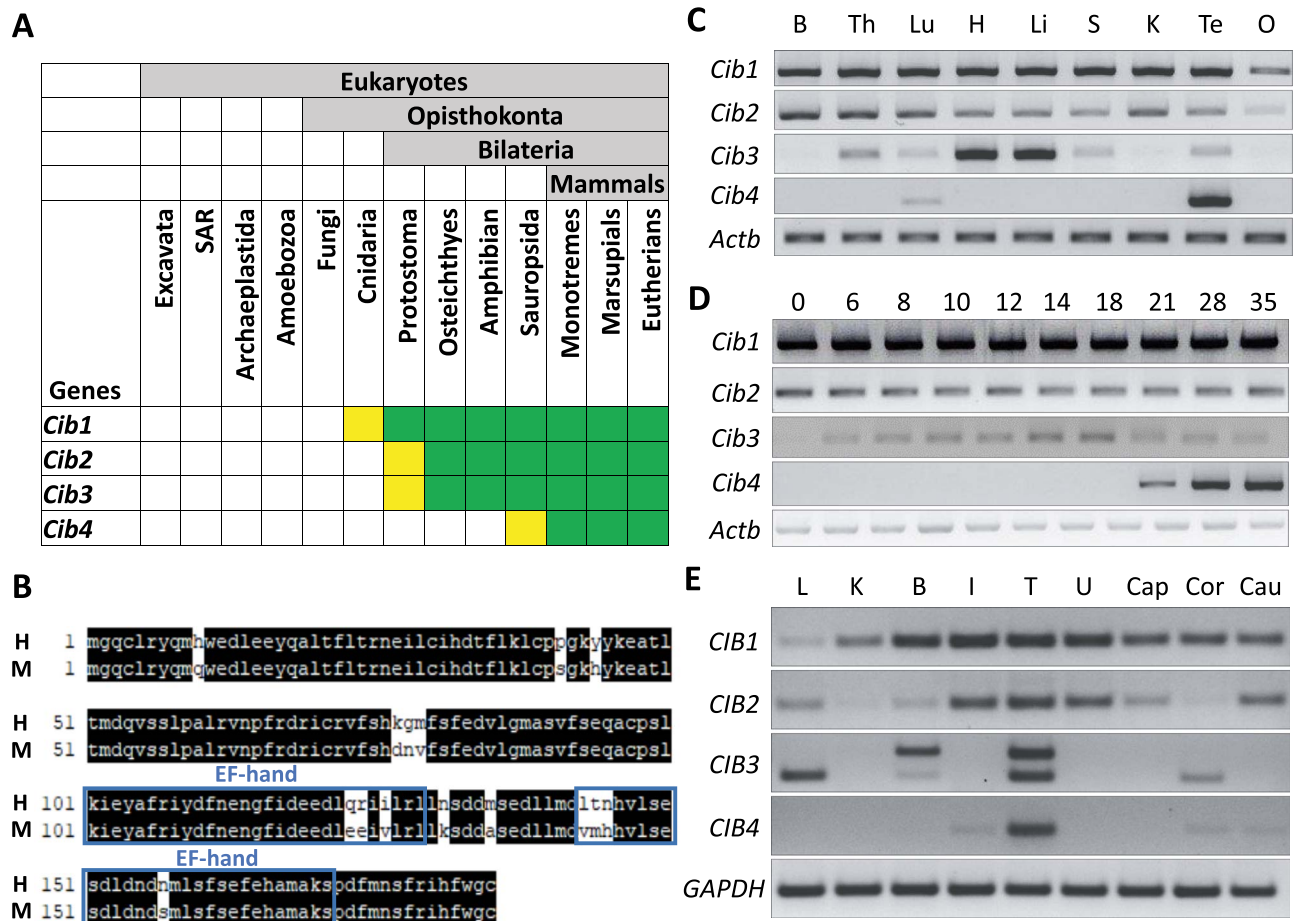 A
Eukaryotes
Opisthokonta
Bilateria
Mammals
Genes Excavata SAR Archaeplastida Amoebozoa Fungi Cnidaria Protostoma Osteichthyes Amphibian Sauropsida Monotremes Marsupials Eutherians
Cib1
Cib2
Cib3
Cib4
B
H 1 mgqclryqmhwedleeyqaltfltrneilcihdtflklcppgkyykeatl
M 1 mgqclryqmqwedleeyqaltfltrneilcihdtflklcpsgkhykeatl
H 51 tmdqvsslpalrvnpfrdricrvfshkgmfsfedvlgmasvfseqacpsl
M 51 tmdqvsslpalrvnpfrdricrvfshdnvfsfedvlgmasvfseqacpsl
EF-hand
H 101 kieyafriydfnengfideedlqriilrllnsddmsedllmdltnhvlse
M 101 kieyafriydfnengfideedleeivlrllksddasedllmdvmhhvlse
EF-hand
H 151 sdldndnmlsfsefehamakspdfmnsfrihfwgc
M 151 sdldndsmlsfsefehamakspdfmnsfrihfwgc
C
B Th Lu H Li S K Te O
Cib1
Cib2
Cib3
Cib4
Actb
D
0 6 8 10 12 14 18 21 28 35
Cib1
Cib2
Cib3
Cib4
Actb
E
L K B I T U Cap Cor Cau
CIB1
CIB2
CIB3
CIB4
GAPDH